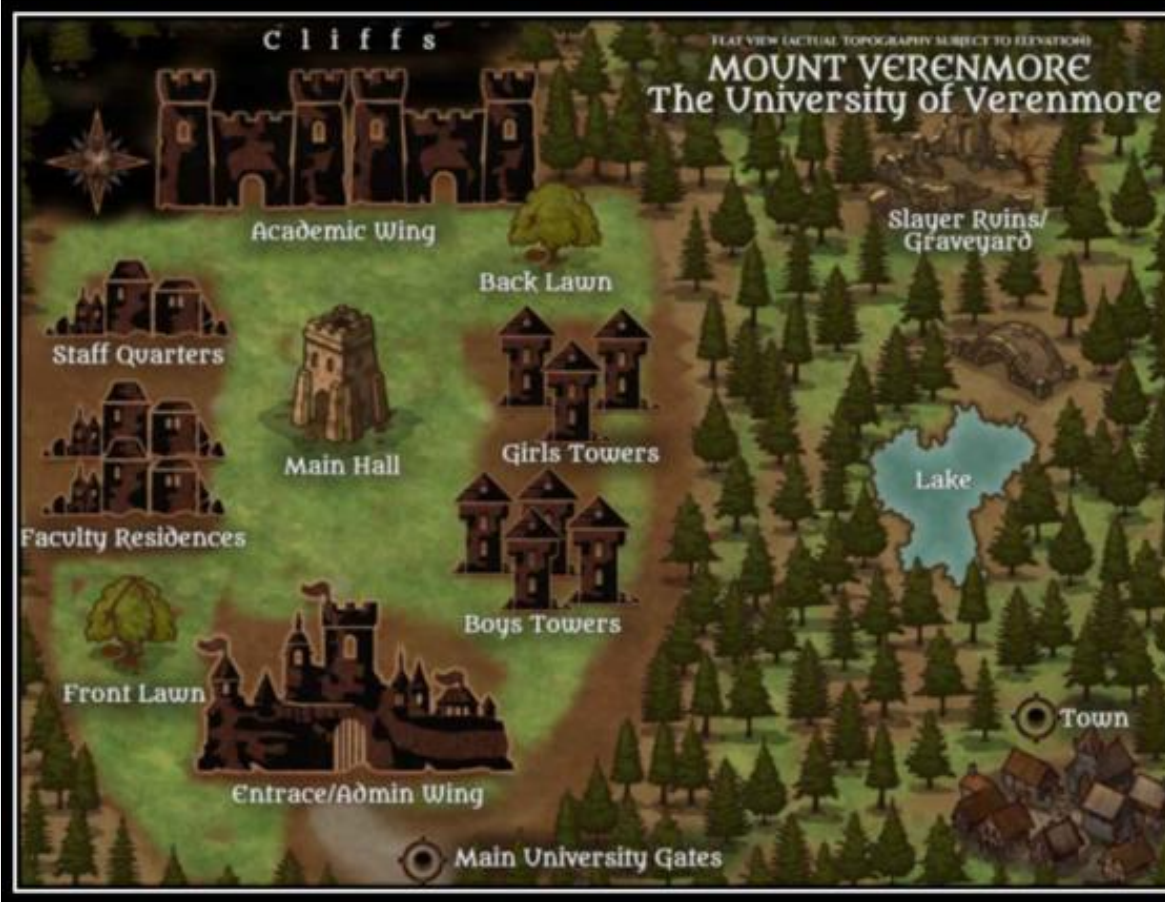 Cliffs
FLAT VIEW (ACTUAL TOPOGRAPHY SUBJECT TO ELEVATION)
MOUNT VERENMORE
The University of Verenmore
Academic Wing
Slayer Ruins/
Graveyard
Back Lawn
Staff Quarters
Main Hall
Girls Towers
Lake
Faculty Residences
Boys Towers
Front Lawn
Town
Entrace/Admin Wing
Main University Gates